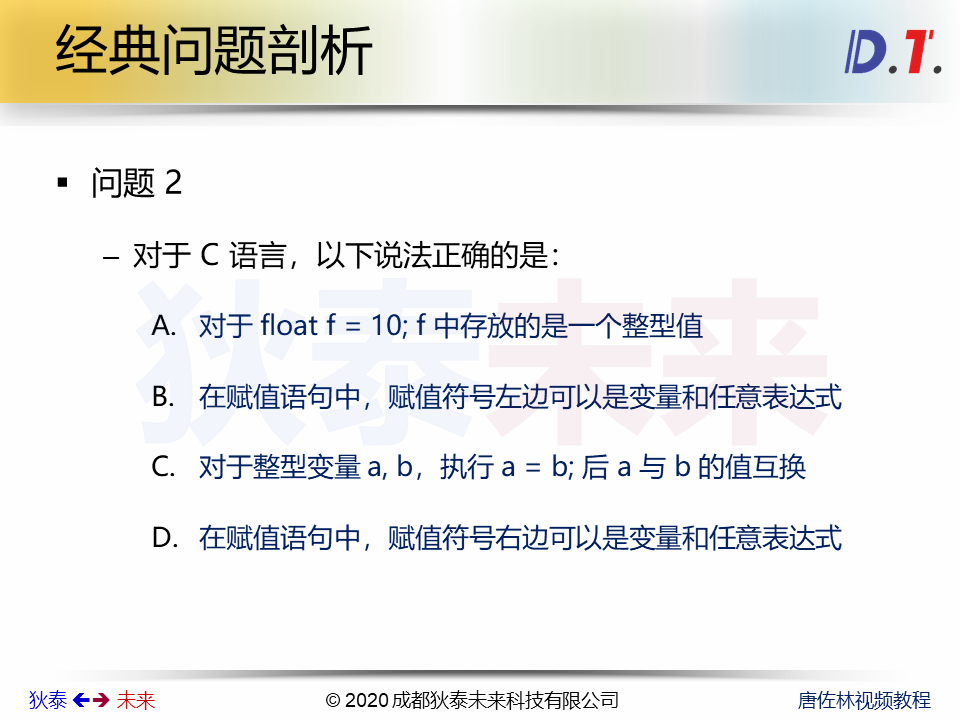 经典问题剖析
D.T.
▪ 问题 2
– 对于 C 语言，以下说法正确的是：
A. 对于 float f = 10; f 中存放的是一个整型值
B. 在赋值语句中，赋值符号左边可以是变量和任意表达式
C. 对于整型变量 a, b，执行 a = b; 后 a 与 b 的值互换
D. 在赋值语句中，赋值符号右边可以是变量和任意表达式
狄泰未来
狄泰 🡸🡺 未来
© 2020 成都狄泰未来科技有限公司
唐佐林视频教程